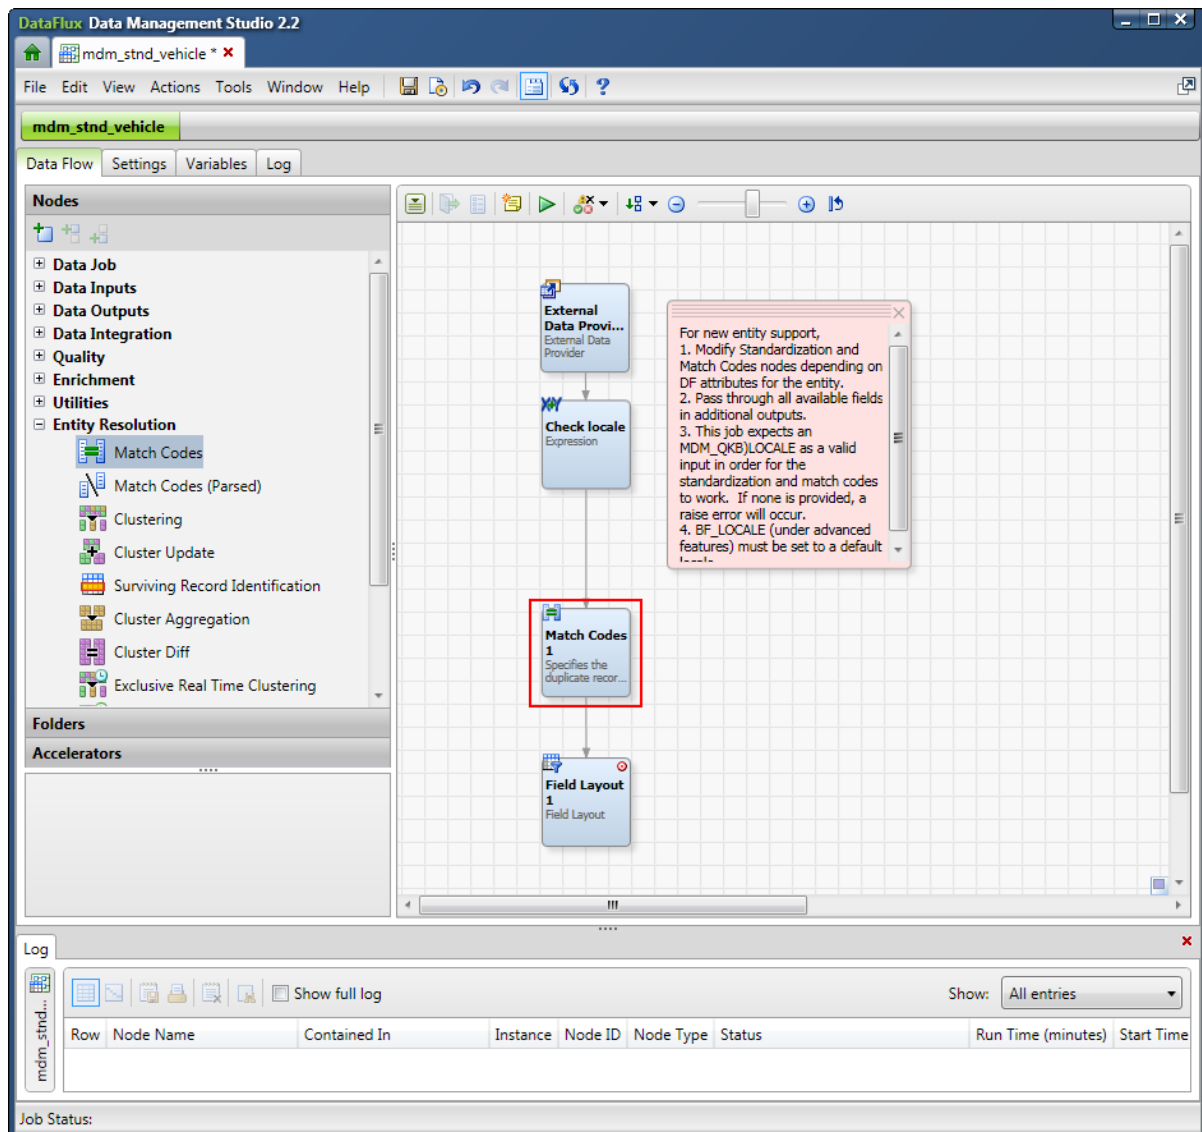 DataFlux Data Management Studio 2.2
mdm_stnd_vehicle *
File Edit View Actions Tools Window Help
mdm_stnd_vehicle
Data Flow Settings Variables Log
Nodes
Data Job
Data Inputs
Data Outputs
Data Integration
Quality
Enrichment
Utilities
Entity Resolution
Match Codes
Match Codes (Parsed)
Clustering
Cluster Update
Surviving Record Identification
Cluster Aggregation
Cluster Diff
Exclusive Real Time Clustering
Folders
Accelerators
External
Data Provi...
External Data
Provider
Check locale
Expression
Match Codes
1
Specifies the
duplicate recor...
Field Layout
1
Field Layout
For new entity support,
1. Modify Standardization and
Match Codes nodes depending on
DF attributes for the entity.
2. Pass through all available fields
in additional outputs.
3. This job expects an
MDM_QKB)LOCALE as a valid
input in order for the
standardization and match codes
to work. If none is provided, a
raise error will occur.
4. BF_LOCALE (under advanced
features) must be set to a default
Log
mdm_stnd...
Show full log
Show: All entries
Row Node Name Contained In Instance Node ID Node Type Status Run Time (minutes) Start Time
Job Status: